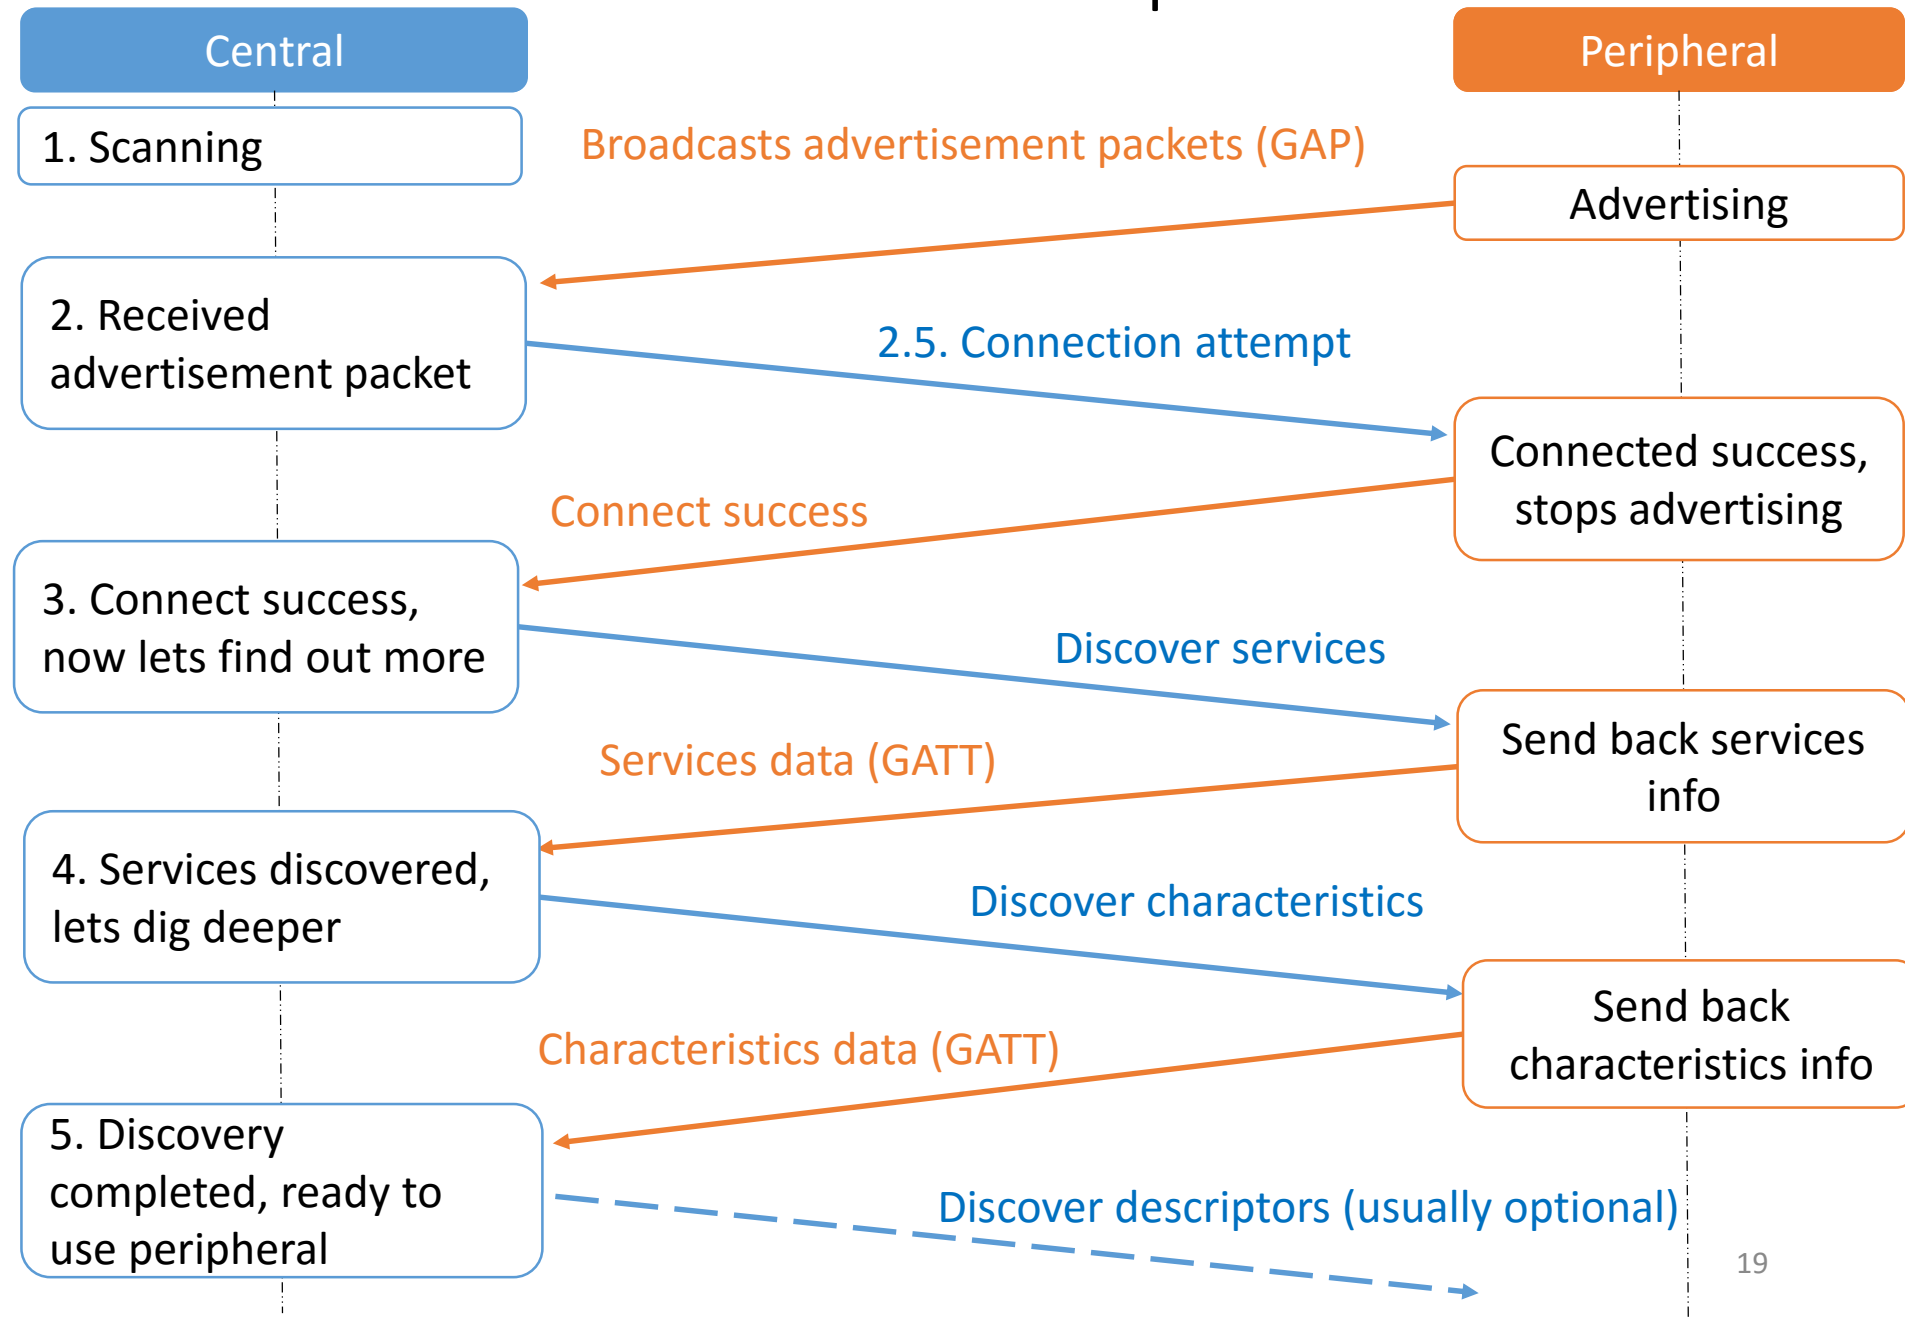 Central
Peripheral
1. Scanning
Broadcasts advertisement packets (GAP)
Advertising
2. Received
advertisement packet
2.5. Connection attempt
Connected success,
stops advertising
Connect success
3. Connect success,
now lets find out more
Discover services
Send back services
info
Services data (GATT)
4. Services discovered,
lets dig deeper
Discover characteristics
Send back
characteristics info
Characteristics data (GATT)
5. Discovery
completed, ready to
use peripheral
Discover descriptors (usually optional)
19